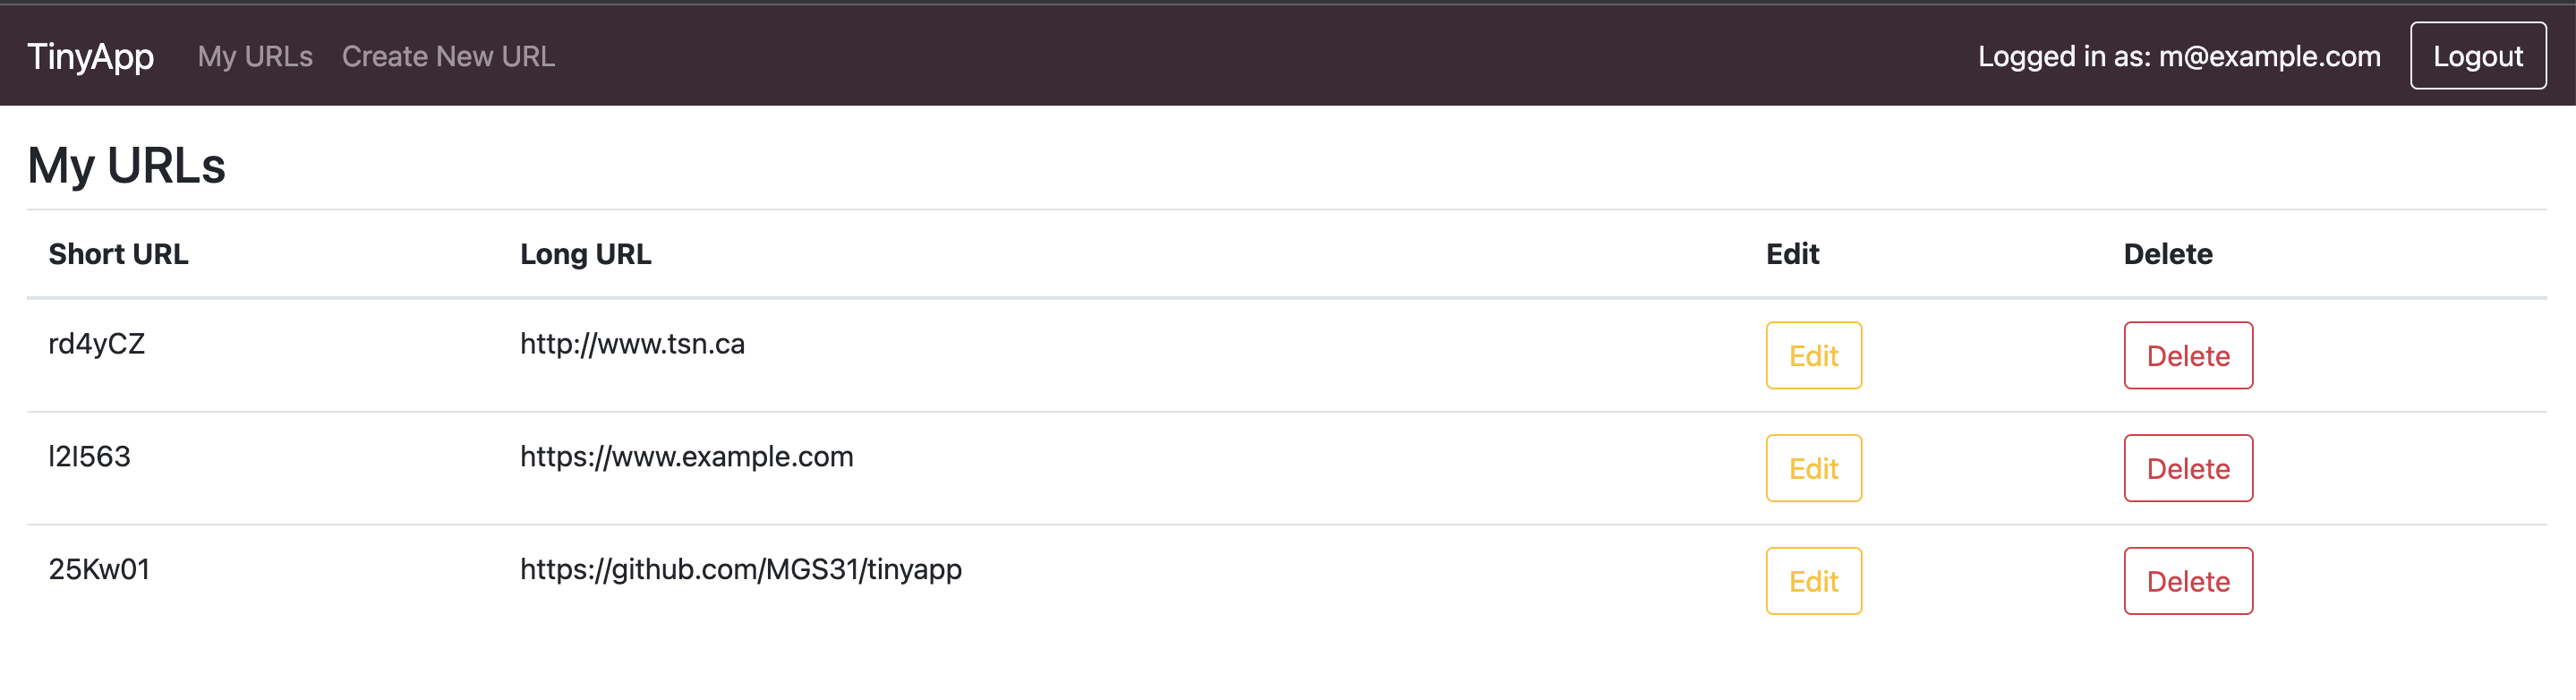 TinyApp My URLs Create New URL Logged in as: m@example.com Logout
My URLs
Short URL Long URL Edit Delete
rd4yCZ http://www.tsn.ca Edit Delete
l2I563 https://www.example.com Edit Delete
25Kw01 https://github.com/MGS31/tinyapp Edit Delete